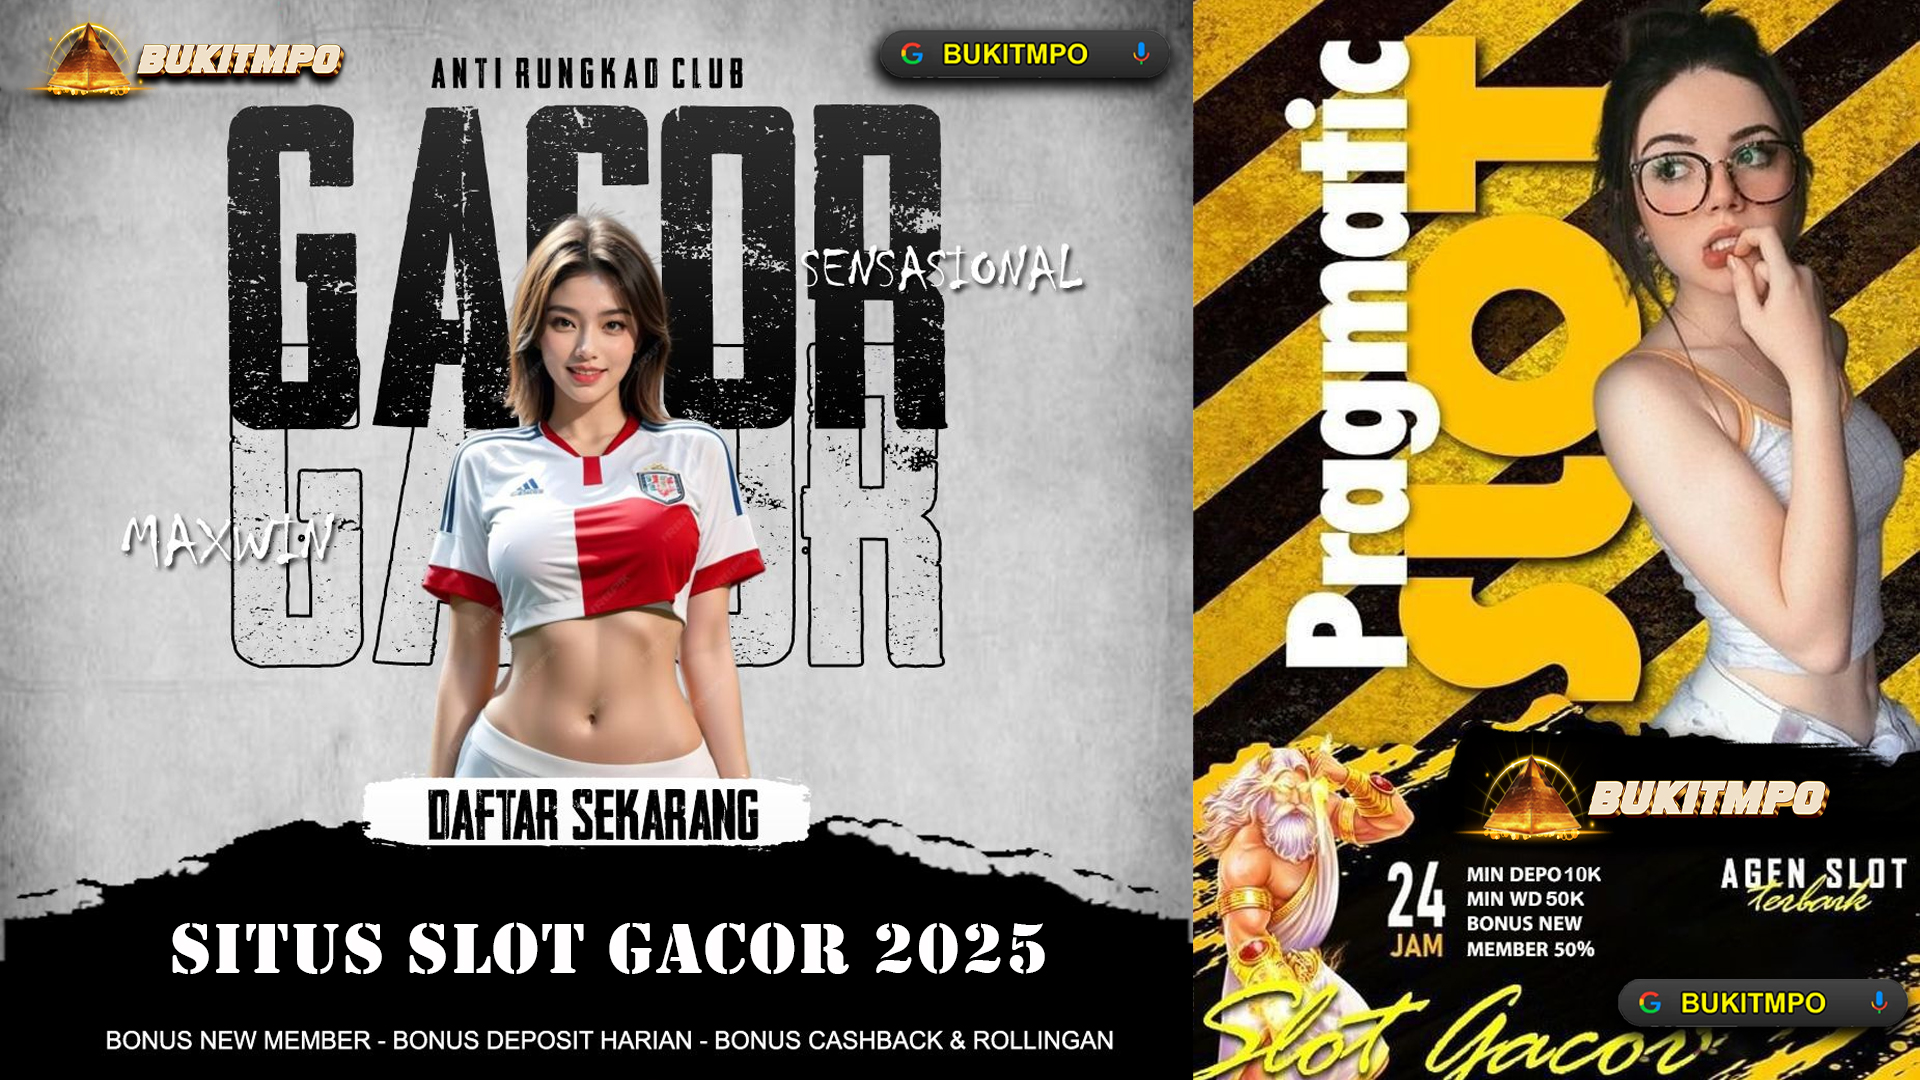 BUKITMPO
ANTI RUNGKAD CLUB
BUKITMPO
GACOR
SENSASIONAL
GACOR
MAXWIN
DAFTAR SEKARANG
SITUS SLOT GACOR 2025
BONUS NEW MEMBER - BONUS DEPOSIT HARIAN - BONUS CASHBACK & ROLLINGAN
Pragmatic
SLOT
BUKITMPO
24
JAM
MIN DEPO 10K
MIN WD 50K
BONUS NEW
MEMBER 50%
AGEN SLOT
terbaik
BUKITMPO
Slot Gacor